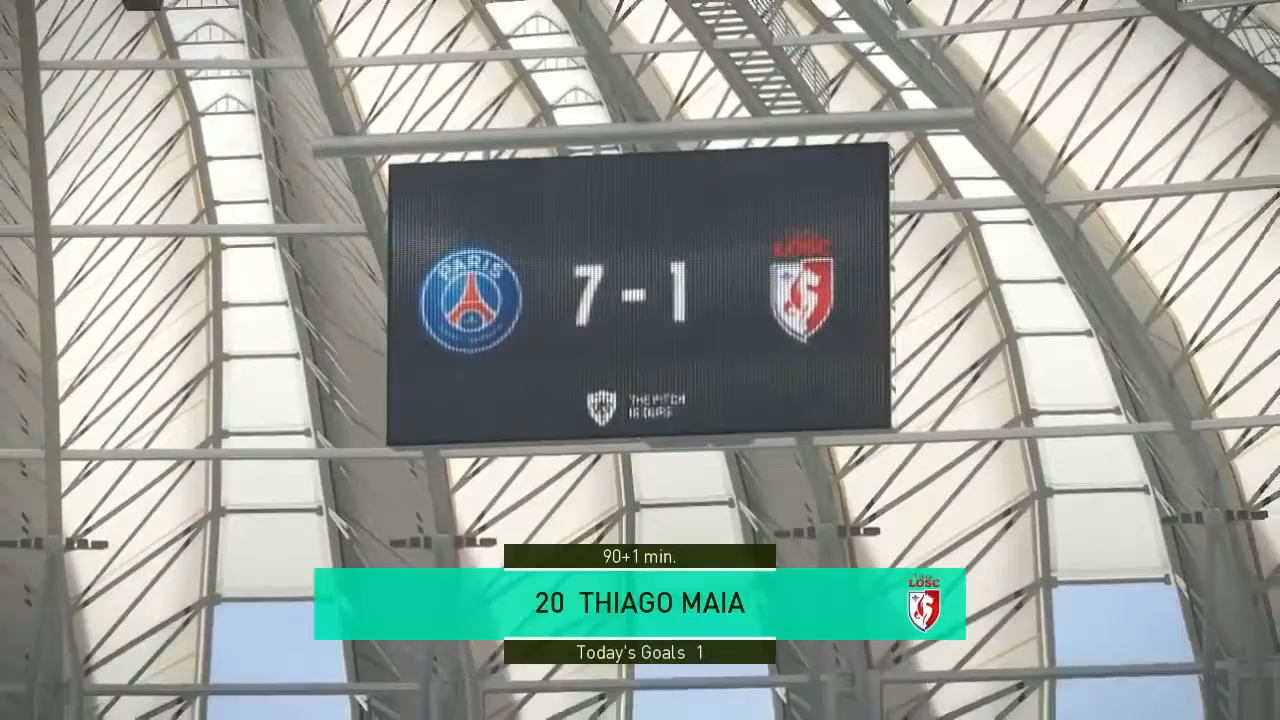 PARIS
7 - 1
LOSC
THE PITCH
IS OURS
90+1 min.
20 THIAGO MAIA
LOSC
Today's Goals 1